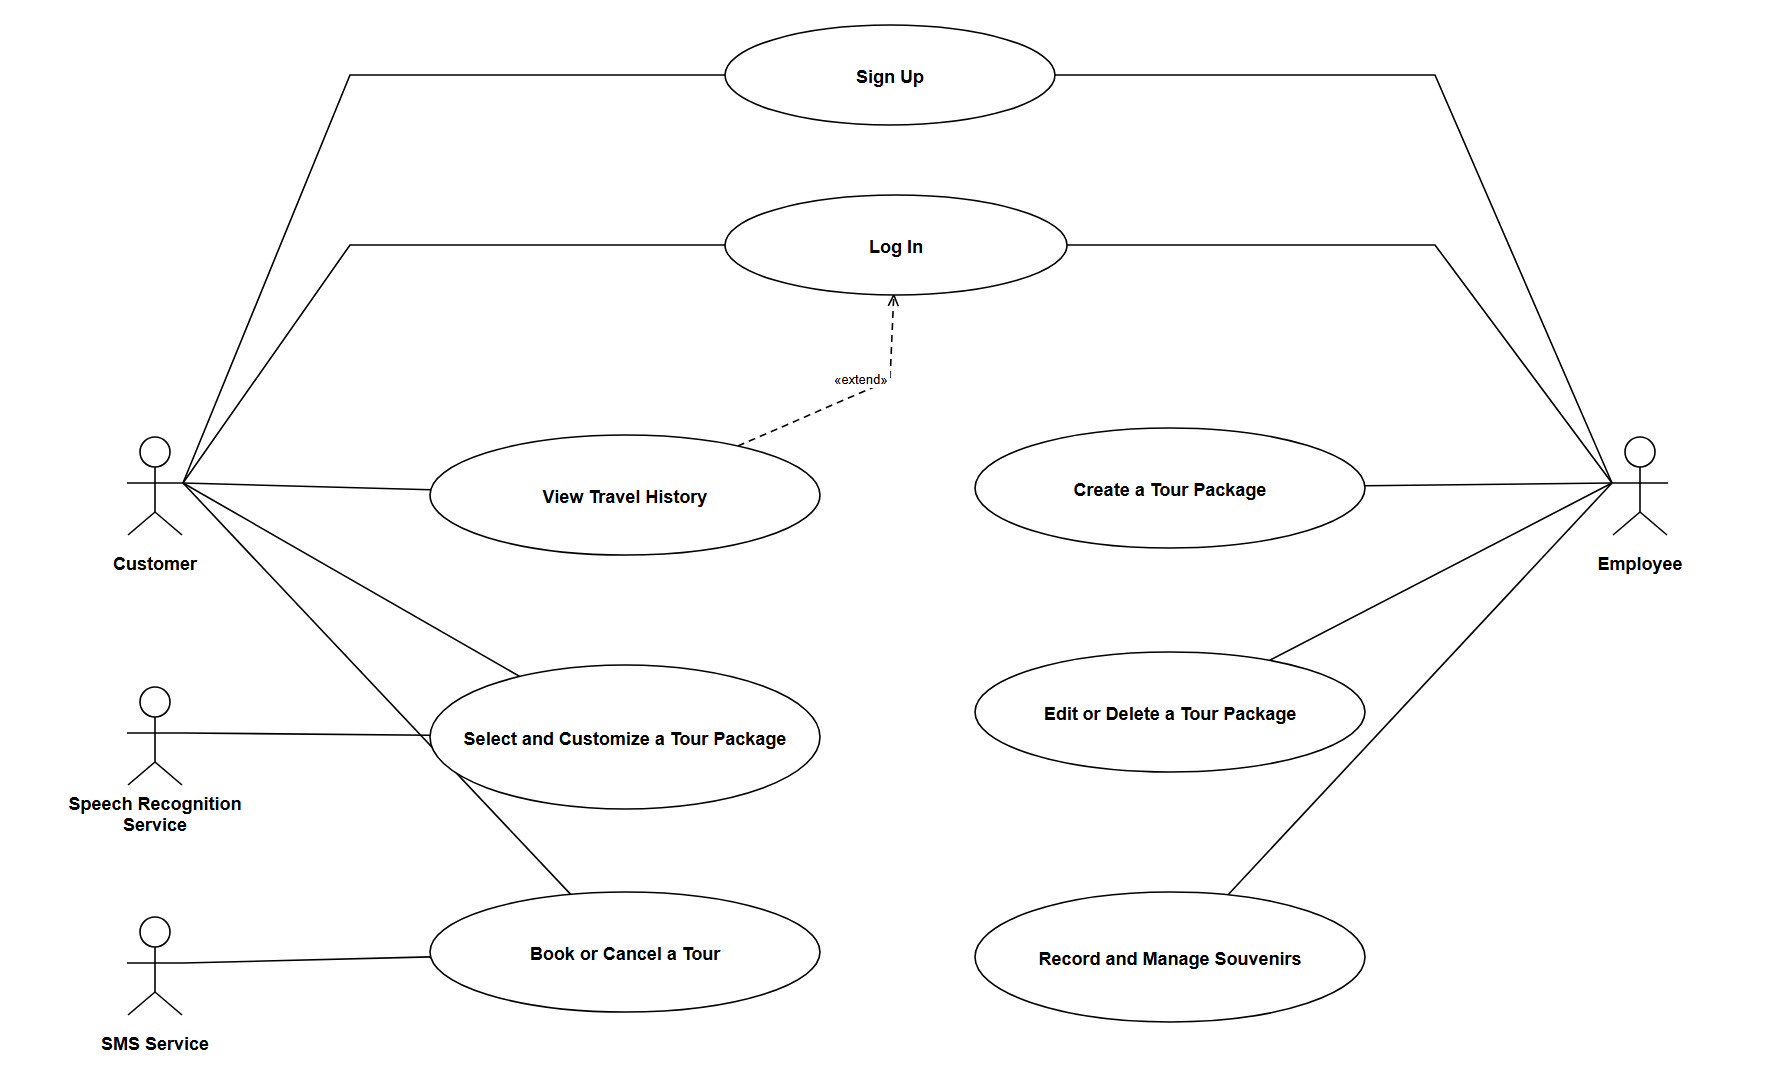 Sign Up
Log In
«extend»
View Travel History
Create a Tour Package
Customer
Employee
Select and Customize a Tour Package
Edit or Delete a Tour Package
Speech Recognition
Service
Book or Cancel a Tour
Record and Manage Souvenirs
SMS Service